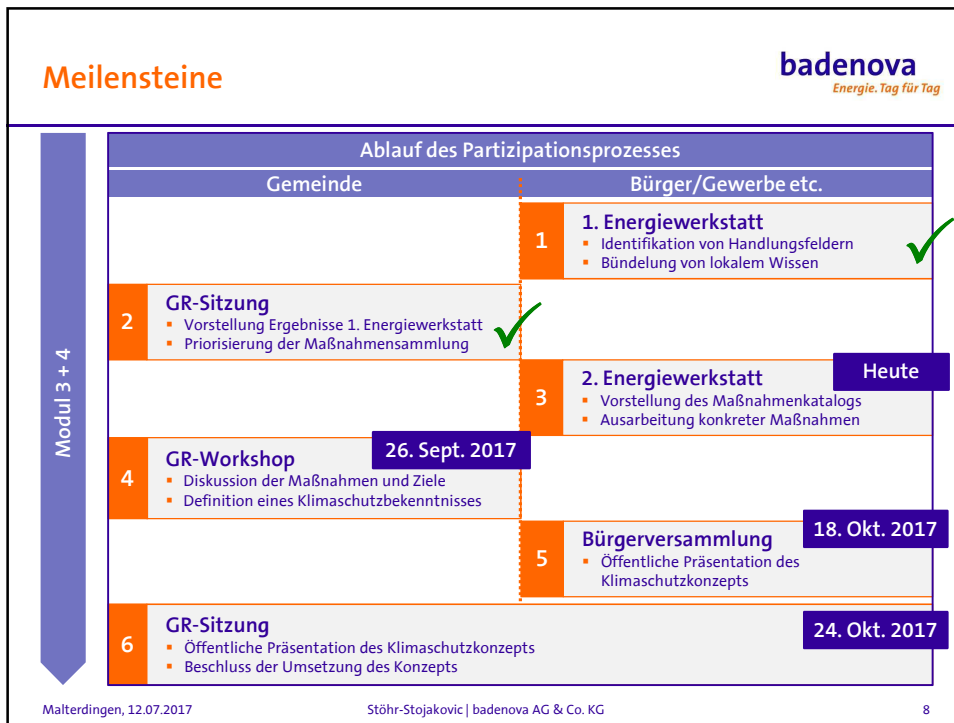 Meilensteine
badenova
Energie. Tag für Tag
Modul 3 + 4
Ablauf des Partizipationsprozesses
Gemeinde
Bürger/Gewerbe etc.
1
1. Energiewerkstatt
▪ Identifikation von Handlungsfeldern
▪ Bündelung von lokalem Wissen
2
GR-Sitzung
▪ Vorstellung Ergebnisse 1. Energiewerkstatt
▪ Priorisierung der Maßnahmensammlung
Heute
3
2. Energiewerkstatt
▪ Vorstellung des Maßnahmenkatalogs
▪ Ausarbeitung konkreter Maßnahmen
26. Sept. 2017
4
GR-Workshop
▪ Diskussion der Maßnahmen und Ziele
▪ Definition eines Klimaschutzbekenntnisses
18. Okt. 2017
5
Bürgerversammlung
▪ Öffentliche Präsentation des
Klimaschutzkonzepts
24. Okt. 2017
6
GR-Sitzung
▪ Öffentliche Präsentation des Klimaschutzkonzepts
▪ Beschluss der Umsetzung des Konzepts
Malterdingen, 12.07.2017
Stöhr-Stojakovic | badenova AG & Co. KG
8